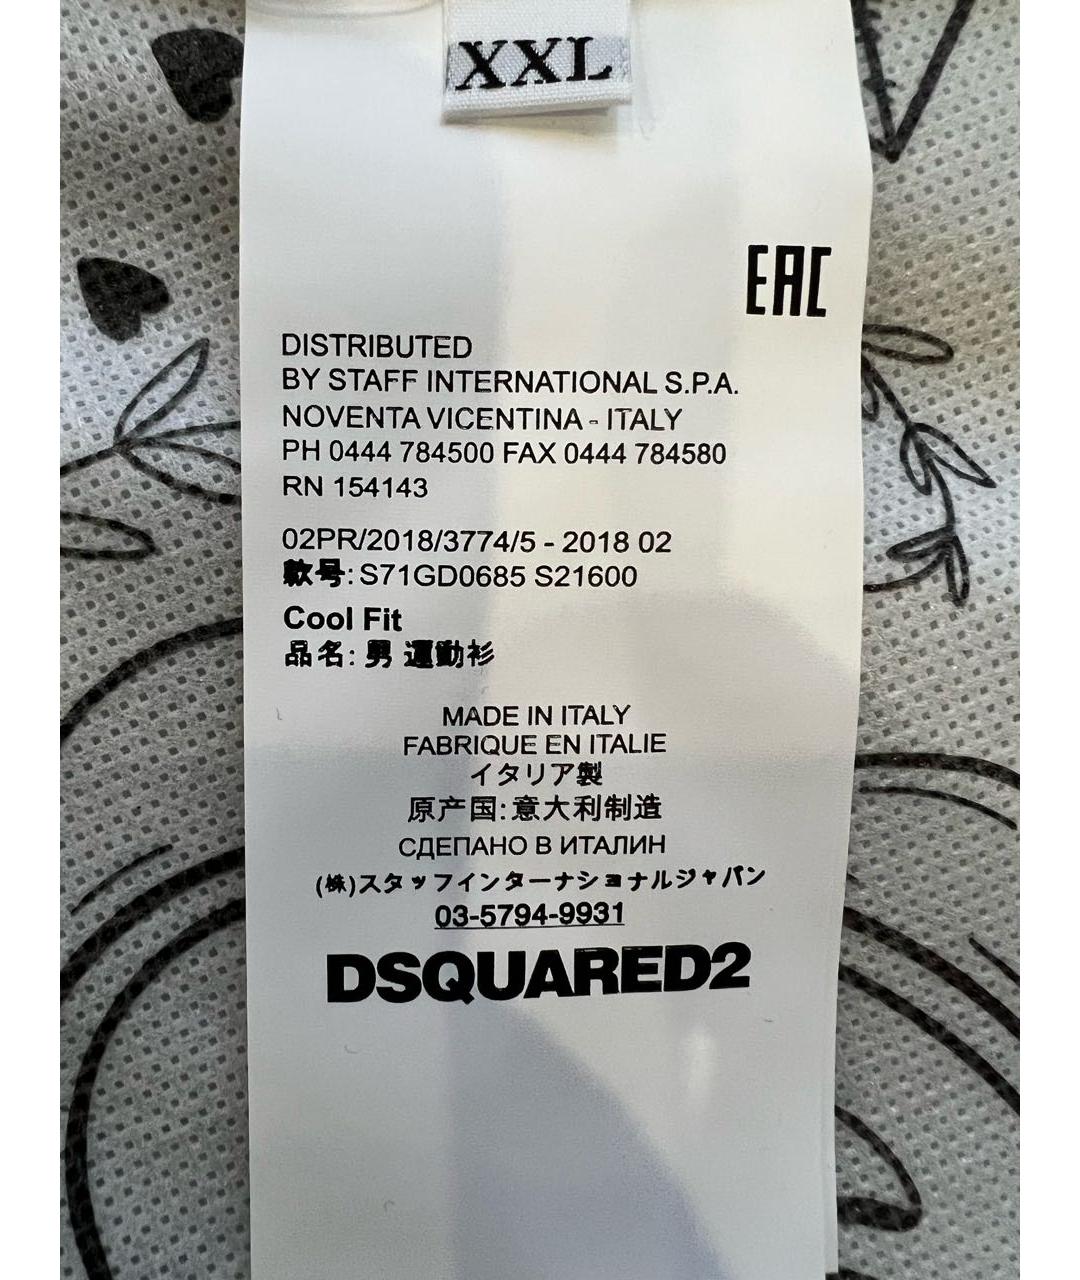 XXL
EAC
DISTRIBUTED
BY STAFF INTERNATIONAL S.P.A.
NOVENTA VICENTINA - ITALY
PH 0444 784500 FAX 0444 784580
RN 154143
02PR/2018/3774/5 - 2018 02
款号: S71GD0685 S21600
Cool Fit
品名: 男 運動衫
MADE IN ITALY
FABRIQUE EN ITALIE
イタリア製
原产国: 意大利制造
СДЕПАНО В ИТАЛИН
(株)スタッフインターナショナルジャパン
03-5794-9931
DSQUARED2